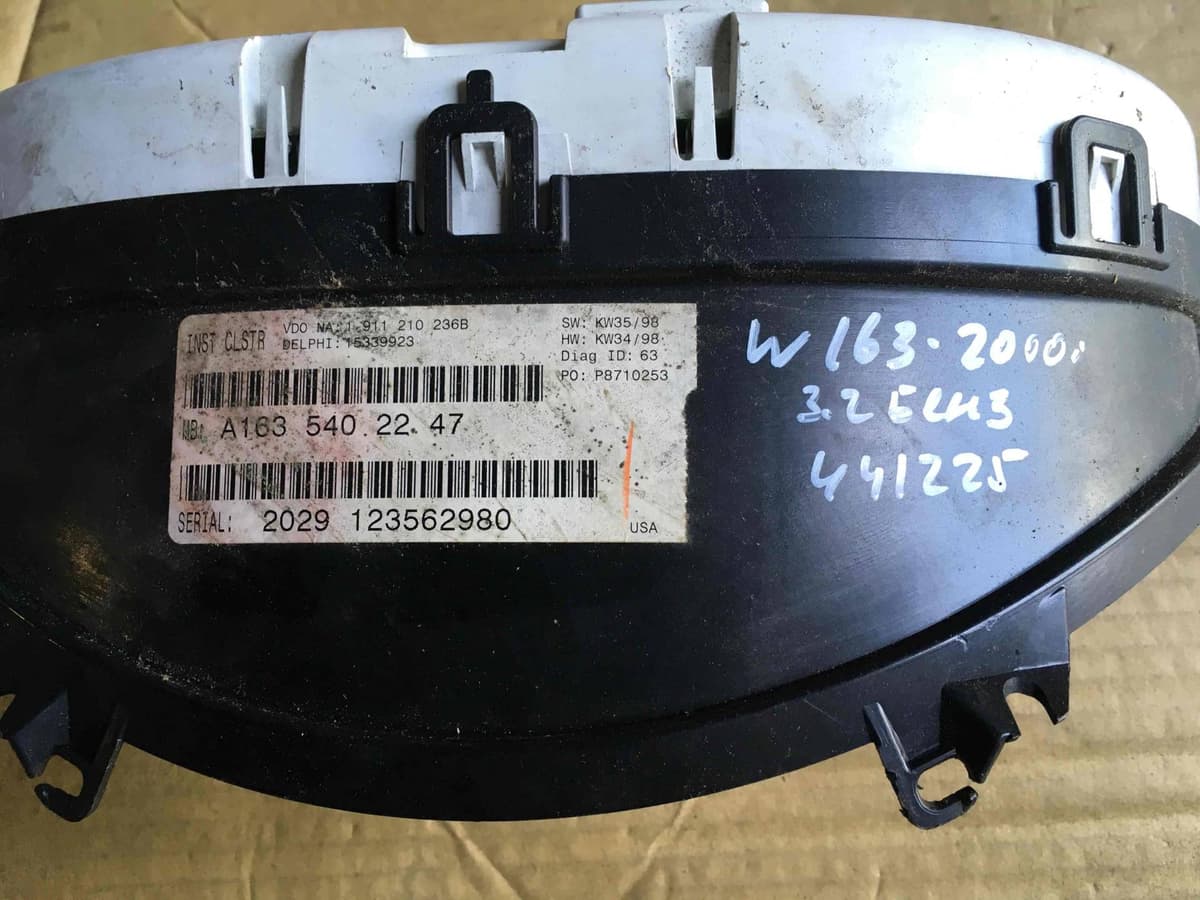 INST CLSTR
VDO NA: 1 911 210 236B
DELPHI: 15339923
SW: KW35/98
HW: KW34/98
Diag ID: 63
PO: P8710253
MB: A163 540 22 47
SERIAL: 2029 123562980
USA
W163. 2000.
3.2
441225